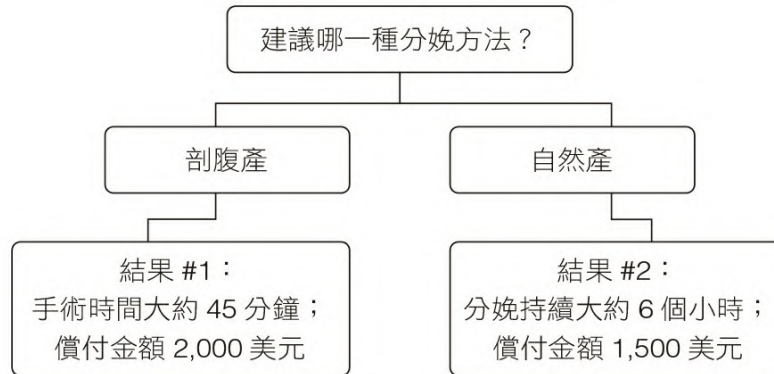 建議哪一種分娩方法？
剖腹產
自然產
結果 #1：
手術時間大約 45 分鐘；
償付金額 2,000 美元
結果 #2：
分娩持續大約 6 個小時；
償付金額 1,500 美元